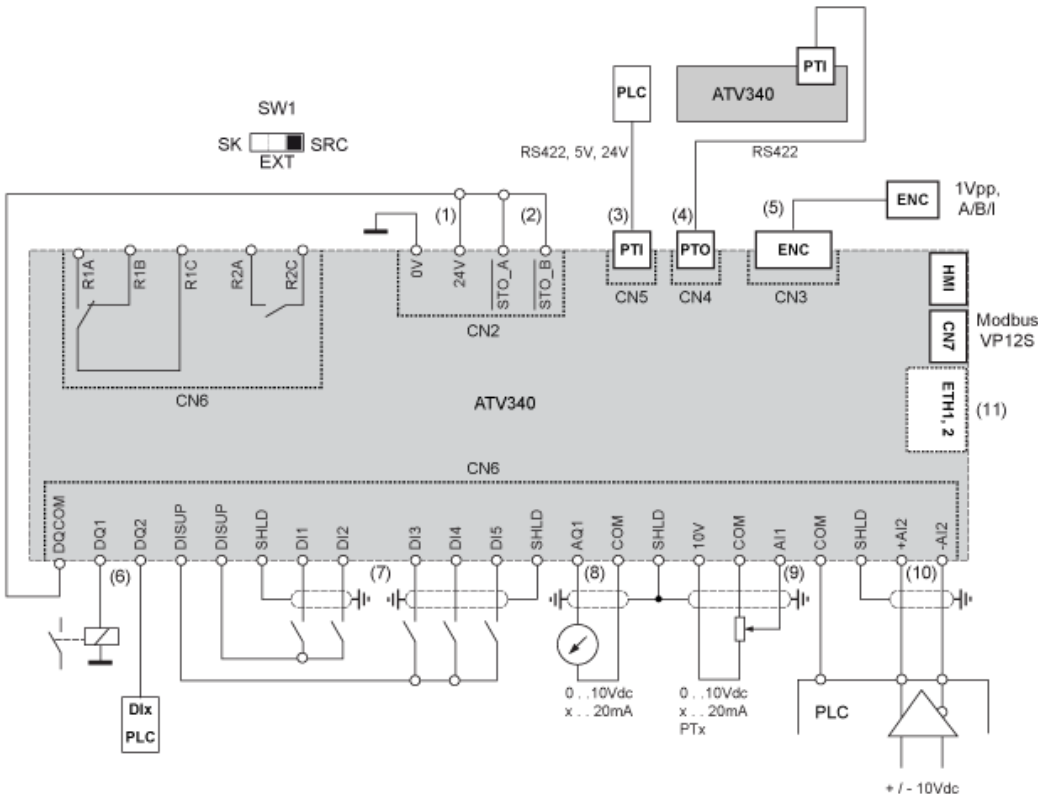 PTI
PLC
ATV340
SW1
SK
SRC
EXT
RS422, 5V, 24V
RS422
ENC
1Vpp,
A/B/I
(1)
(2)
(3)
(4)
(5)
R1A
R1B
R1C
R2A
R2C
0V
24V
STO_A
STO_B
PTI
PTO
ENC
HMI
CN5
CN4
CN3
CN2
CN7
Modbus
VP12S
CN6
ATV340
ETH1, 2
(11)
CN6
DQCOM
DQ1
DQ2
DISUP
DISUP
SHLD
DI1
DI2
DI3
DI4
DI5
SHLD
AQ1
COM
SHLD
10V
COM
AI1
COM
SHLD
+AI2
-AI2
(6)
(7)
(8)
(9)
(10)
0 . .10Vdc
x . . 20mA
0 . .10Vdc
x . . 20mA
PTx
DIx
PLC
PLC
+ / - 10Vdc